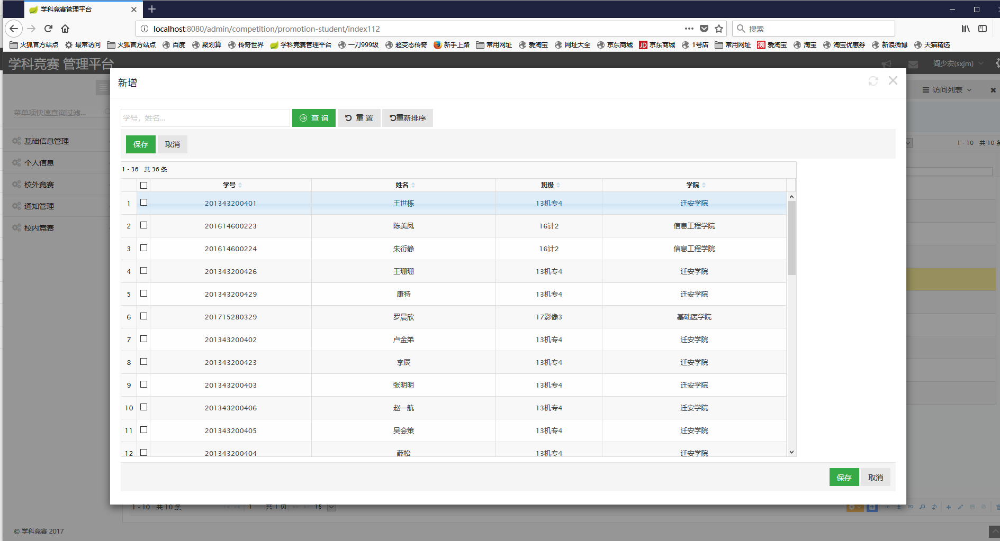 学科竞赛管理平台
localhost:8080/admin/competition/promotion-student/index112
搜索
火狐官方站点 最常访问 火狐官方站点 百度 聚划算 传奇世界 学科竞赛管理平台 一刀999级 超变态传奇 新手上路 常用网址 爱淘宝 网址大全 京东商城 JD 京东商城 1号店 常用网址 淘 爱淘宝 淘宝 淘宝优惠券 新浪微博 天猫精选
学科竞赛 管理平台
阎少宏(sxjm)
新增
访问列表
菜单项快速查询过滤...
学号，姓名...
查 询
重 置
重新排序
基础信息管理
个人信息
校外竞赛
通知管理
校内竞赛
保存
取消
1 - 10 共 10 条
1 - 36 共 36 条
学号 姓名 班级 学院
1 201343200401 王世栋 13机专4 迁安学院
2 201614600223 陈美凤 16计2 信息工程学院
3 201614600224 朱衍静 16计2 信息工程学院
4 201343200426 王珊珊 13机专4 迁安学院
5 201343200429 康特 13机专4 迁安学院
6 201715280329 罗晨欣 17影像3 基础医学院
7 201343200402 卢金弟 13机专4 迁安学院
8 201343200423 李辰 13机专4 迁安学院
9 201343200403 张明明 13机专4 迁安学院
10 201343200406 赵一航 13机专4 迁安学院
11 201343200405 吴会策 13机专4 迁安学院
12 201343200404 薛松 13机专4 迁安学院
保存
取消
1 - 10 共 10 条 1 共 1 页 15
© 学科竞赛 2017